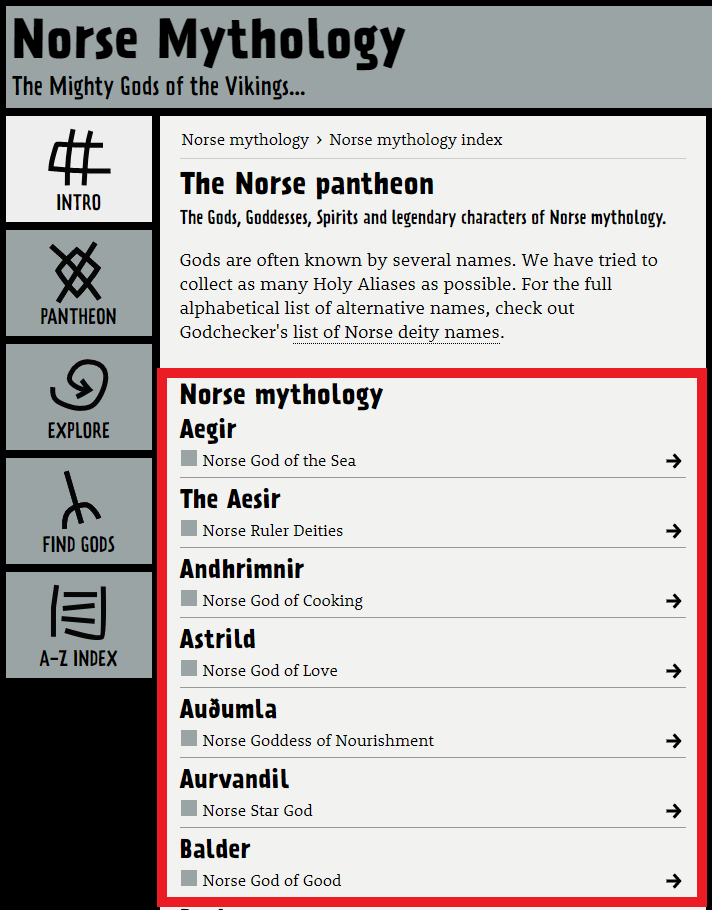 Norse Mythology
The Mighty Gods of the Vikings...
INTRO
PANTHEON
EXPLORE
FIND GODS
A-Z INDEX
Norse mythology › Norse mythology index
The Norse pantheon
The Gods, Goddesses, Spirits and legendary characters of Norse mythology.
Gods are often known by several names. We have tried to
collect as many Holy Aliases as possible. For the full
alphabetical list of alternative names, check out
Godchecker's list of Norse deity names.
Norse mythology
Aegir
Norse God of the Sea
The Aesir
Norse Ruler Deities
Andhrimnir
Norse God of Cooking
Astrild
Norse God of Love
Auðumla
Norse Goddess of Nourishment
Aurvandil
Norse Star God
Balder
Norse God of Good